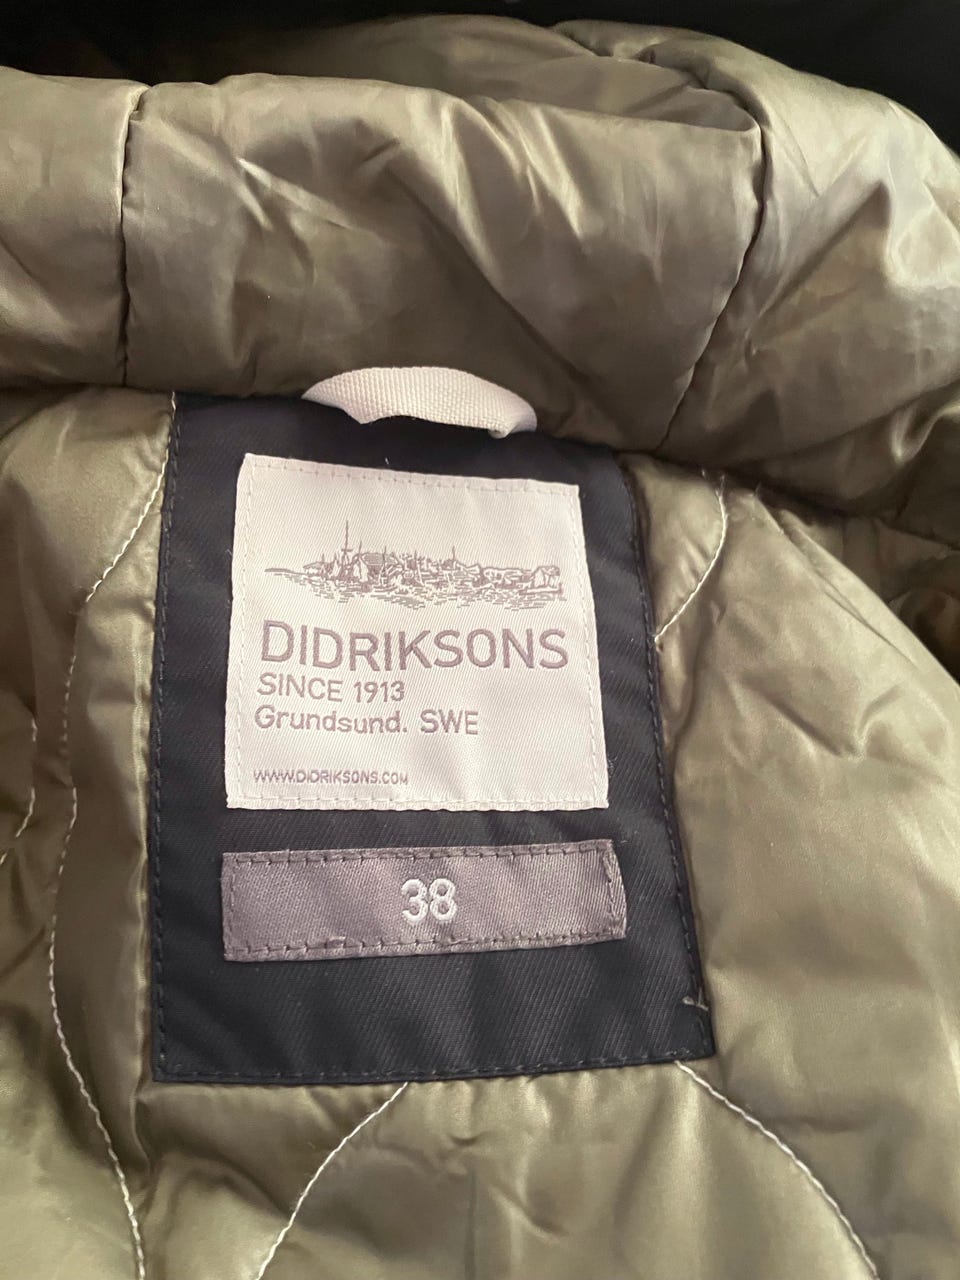 DIDRIKSONS
SINCE 1913
Grundsund. SWE
WWW.DIDRIKSONS.COM
38